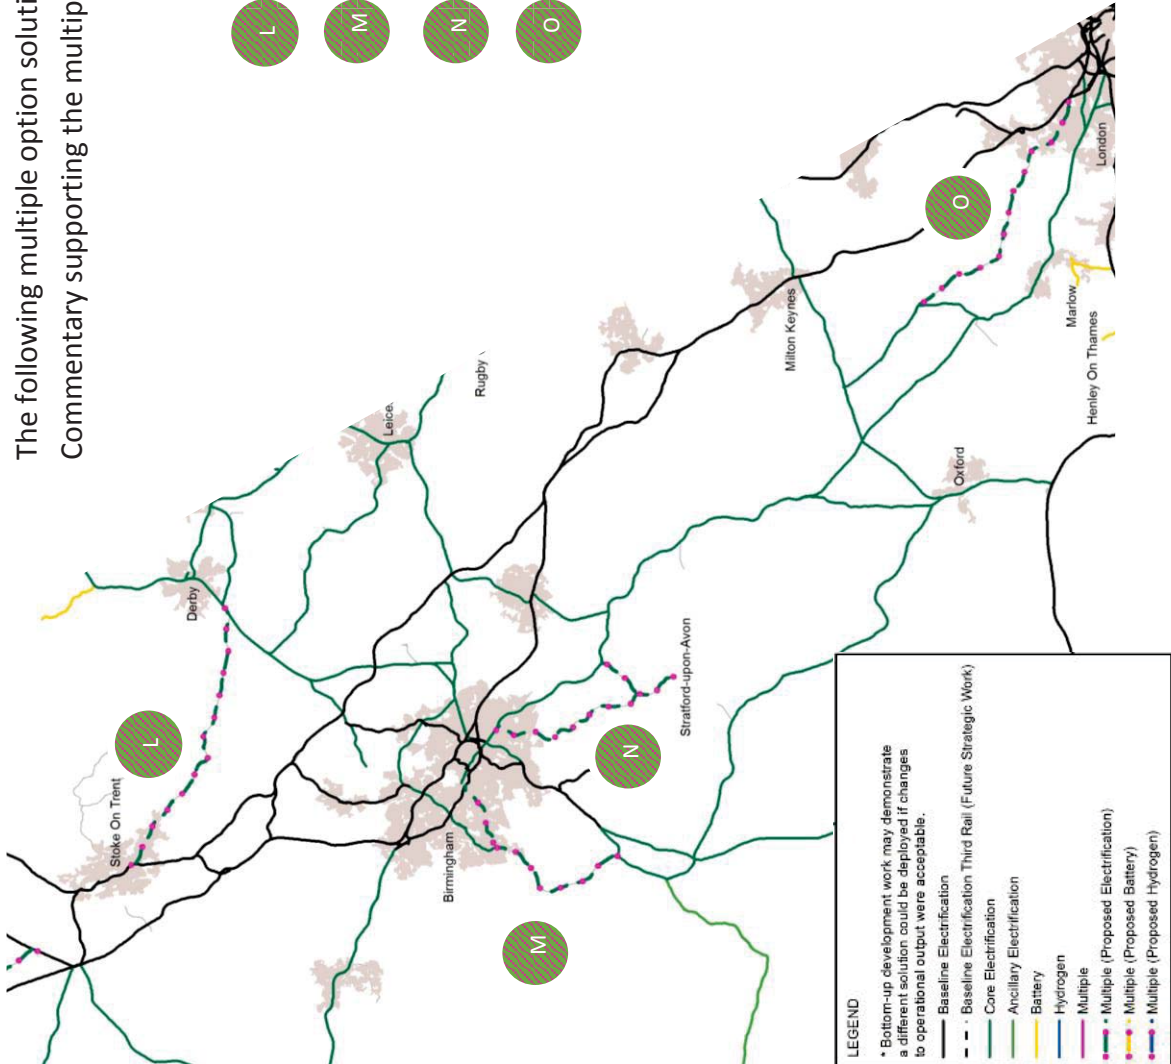 The following multiple option soluti
Commentary supporting the multip
L
M
N
O
Stoke On Trent
L
Derby
Leice
Rugby
Birmingham
M
N
Stratford-upon-Avon
Milton Keynes
Oxford
O
Marlow
Henley On Thames
London
LEGEND
* Bottom-up development work may demonstrate
a different solution could be deployed if changes
to operational output were acceptable.
Baseline Electrification
Baseline Electrification Third Rail (Future Strategic Work)
Core Electrification
Ancillary Electrification
Battery
Hydrogen
Multiple
Multiple (Proposed Electrification)
Multiple (Proposed Battery)
Multiple (Proposed Hydrogen)